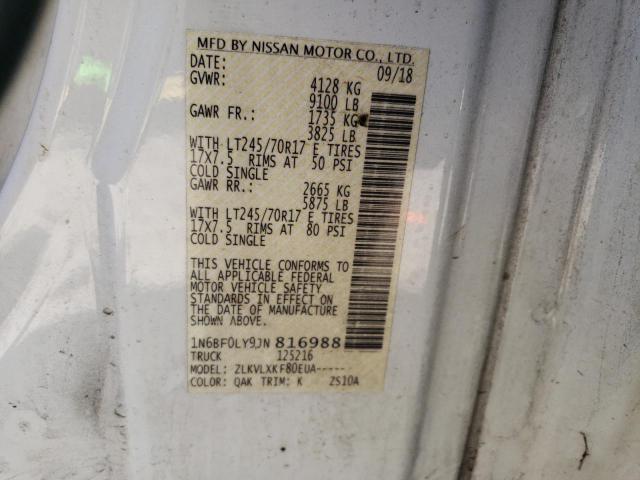 MFD BY NISSAN MOTOR CO., LTD.
DATE: 09/18
GVWR: 4128 KG
9100 LB
GAWR FR.: 1735 KG
3825 LB
WITH LT245/70R17 E TIRES
17X7.5 RIMS AT 50 PSI
COLD SINGLE
GAWR RR.: 2665 KG
5875 LB
WITH LT245/70R17 E TIRES
17X7.5 RIMS AT 80 PSI
COLD SINGLE
THIS VEHICLE CONFORMS TO
ALL APPLICABLE FEDERAL
MOTOR VEHICLE SAFETY
STANDARDS IN EFFECT ON
THE DATE OF MANUFACTURE
SHOWN ABOVE.
1N6BF0LY9JN816988
TRUCK 125216
MODEL: ZLKVLXKF80EUA-----
COLOR: QAK TRIM: K ZS10A